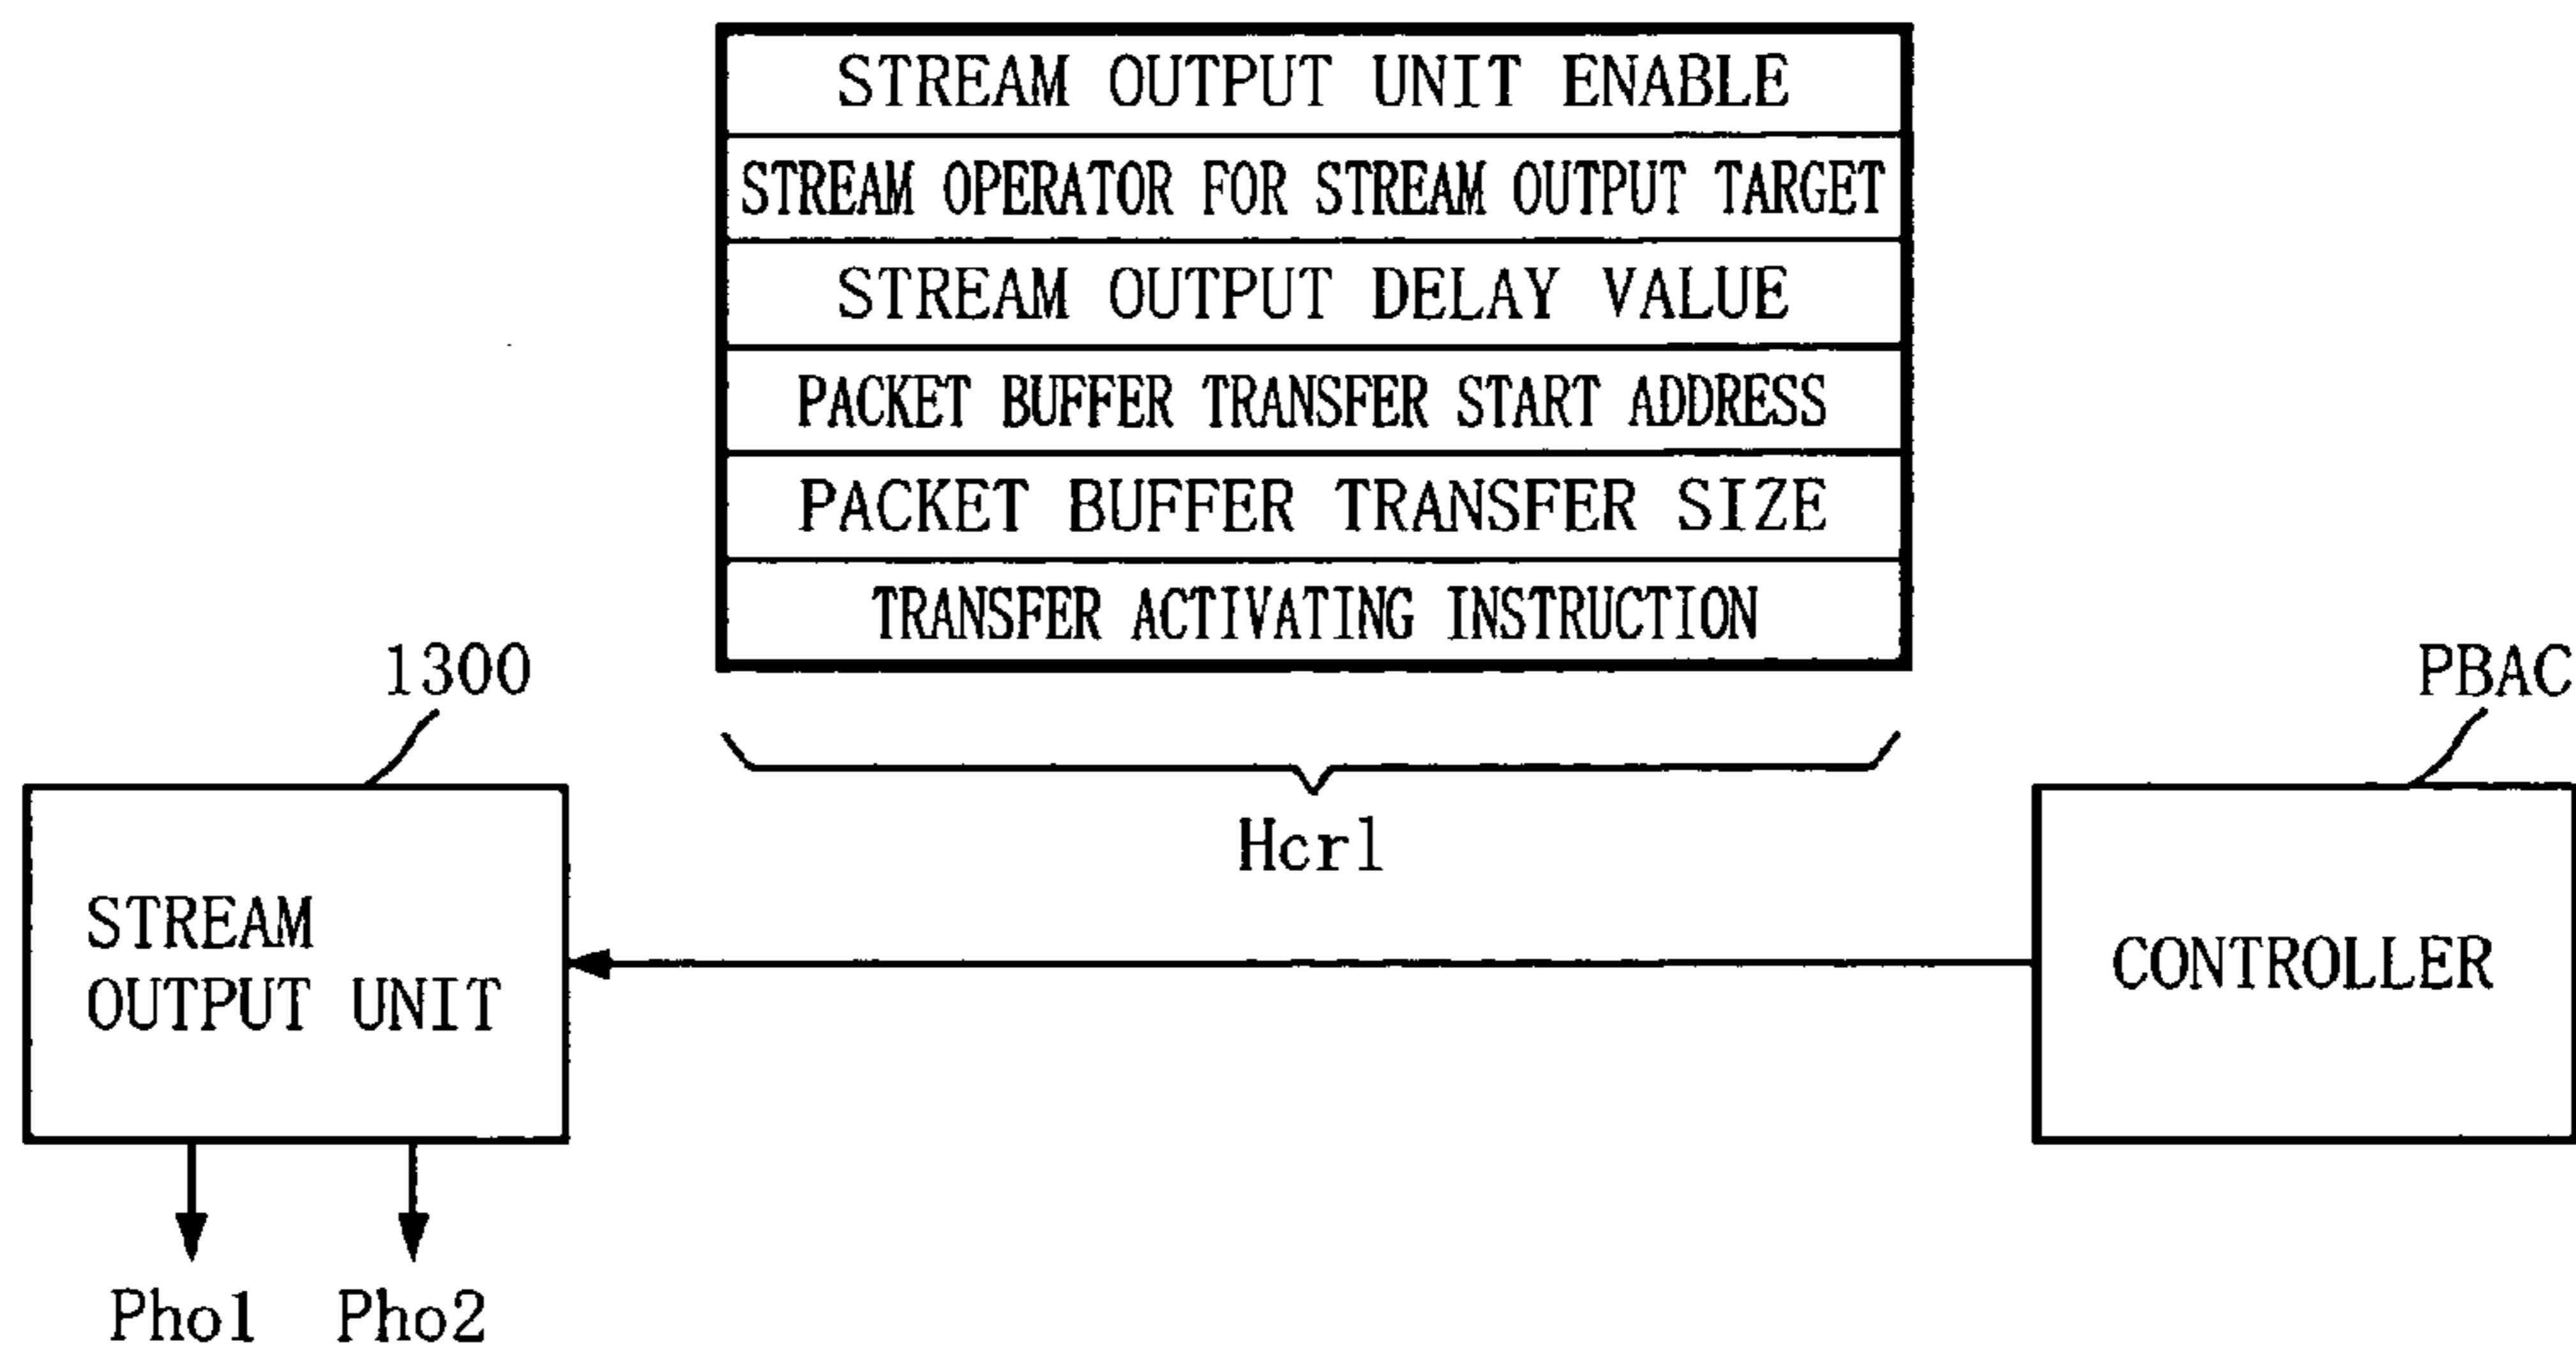 STREAM OUTPUT UNIT ENABLE
STREAM OPERATOR FOR STREAM OUTPUT TARGET
STREAM OUTPUT DELAY VALUE
PACKET BUFFER TRANSFER START ADDRESS
PACKET BUFFER TRANSFER SIZE
TRANSFER ACTIVATING INSTRUCTION
1300
PBAC
Hcrl
STREAM
OUTPUT UNIT
CONTROLLER
Pho1
Pho2